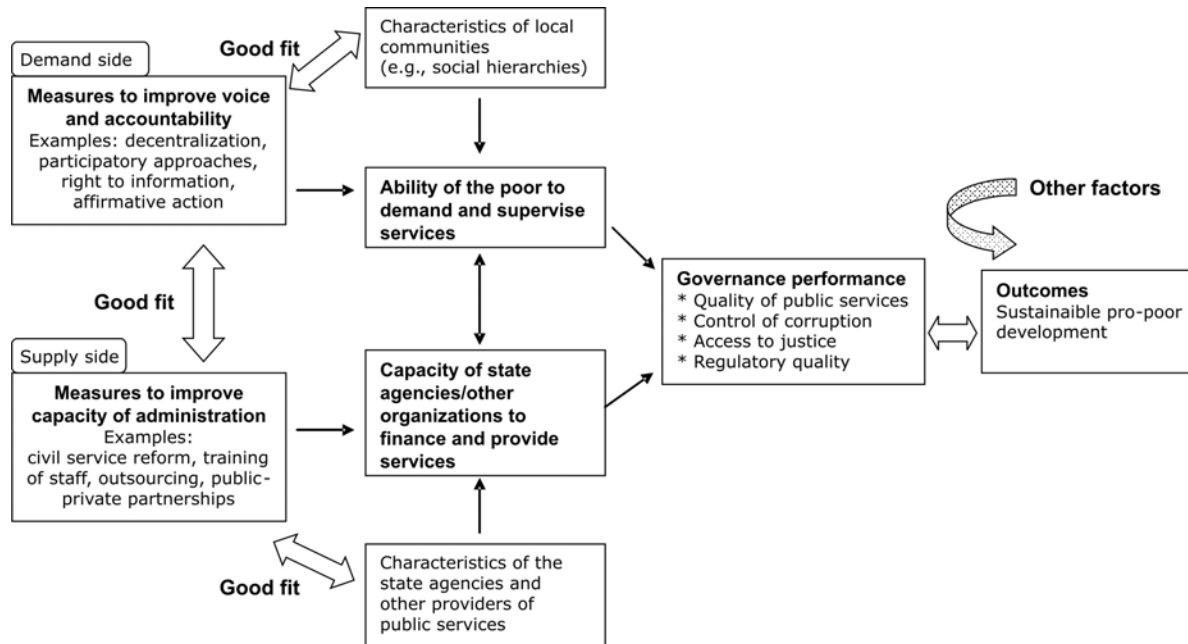 Good fit
Characteristics of local
communities
(e.g., social hierarchies)
Demand side
Measures to improve voice
and accountability
Examples: decentralization,
participatory approaches,
right to information,
affirmative action
Ability of the poor to
demand and supervise
services
Other factors
Good fit
Governance performance
* Quality of public services
* Control of corruption
* Access to justice
* Regulatory quality
Outcomes
Sustainaible pro-poor
development
Supply side
Measures to improve
capacity of administration
Examples:
civil service reform, training
of staff, outsourcing, public-
private partnerships
Capacity of state
agencies/other
organizations to
finance and provide
services
Good fit
Characteristics of the
state agencies and
other providers of
public services